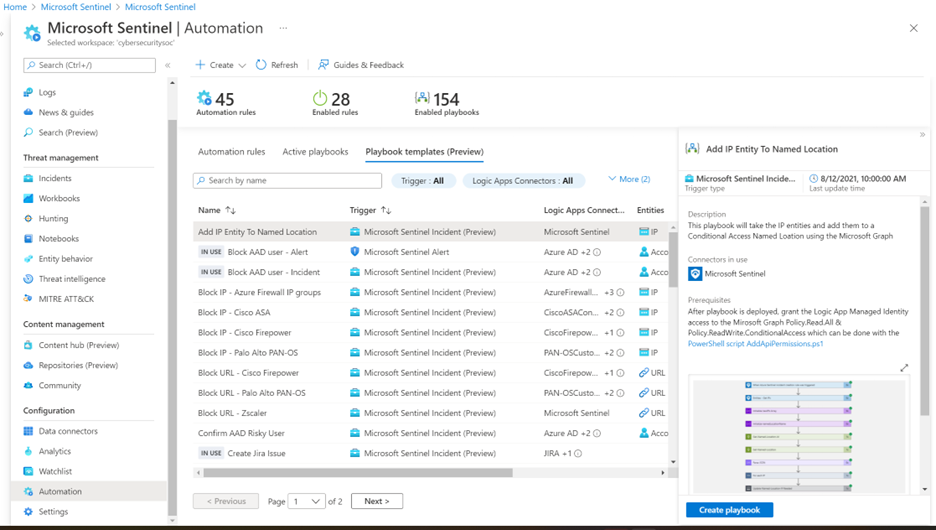 Home > Microsoft Sentinel > Microsoft Sentinel
Microsoft Sentinel | Automation ...
Selected workspace: 'cybersecuritysoc'
Search (Ctrl+/)
Logs
News & guides
Search (Preview)
Threat management
Incidents
Workbooks
Hunting
Notebooks
Entity behavior
Threat intelligence
MITRE ATT&CK
Content management
Content hub (Preview)
Repositories (Preview)
Community
Configuration
Data connectors
Analytics
Watchlist
Automation
Settings
Create Refresh Guides & Feedback
45 Automation rules
28 Enabled rules
154 Enabled playbooks
Automation rules Active playbooks Playbook templates (Preview)
Search by name Trigger : All Logic Apps Connectors : All More (2)
Name Trigger Logic Apps Connect... Entities
Add IP Entity To Named Location Microsoft Sentinel Incident (Preview) Microsoft Sentinel IP
IN USE Block AAD user - Alert Microsoft Sentinel Alert Azure AD +2 Acco
IN USE Block AAD user - Incident Microsoft Sentinel Incident (Preview) Azure AD +2 Acco
Block IP - Azure Firewall IP groups Microsoft Sentinel Incident (Preview) AzureFirewall... +3 IP
Block IP - Cisco ASA Microsoft Sentinel Incident (Preview) CiscoASACon... +2 IP
Block IP - Cisco Firepower Microsoft Sentinel Incident (Preview) CiscoFirepow... +1 IP
Block IP - Palo Alto PAN-OS Microsoft Sentinel Incident (Preview) PAN-OSCusto... +2 IP
Block URL - Cisco Firepower Microsoft Sentinel Incident (Preview) CiscoFirepow... +1 URL
Block URL - Palo Alto PAN-OS Microsoft Sentinel Incident (Preview) PAN-OSCusto... +2 URL
Block URL - Zscaler Microsoft Sentinel Incident (Preview) Microsoft Sentinel URL
Confirm AAD Risky User Microsoft Sentinel Incident (Preview) Azure AD +2 Acco
IN USE Create Jira Issue Microsoft Sentinel Incident (Preview) JIRA +1
< Previous Page 1 of 2 Next >
Add IP Entity To Named Location
Microsoft Sentinel Incide...
Trigger type
8/12/2021, 10:00:00 AM
Last update time
Description
This playbook will take the IP entities and add them to a
Conditional Access Named Loation using the Microsoft Graph
Connectors in use
Microsoft Sentinel
Prerequisites
After playbook is deployed, grant the Logic App Managed Identity
access to the Mirosoft Graph Policy.Read.All &
Policy.ReadWrite.ConditionalAccess which can be done with the
PowerShell script AddApiPermissions.ps1
Create playbook